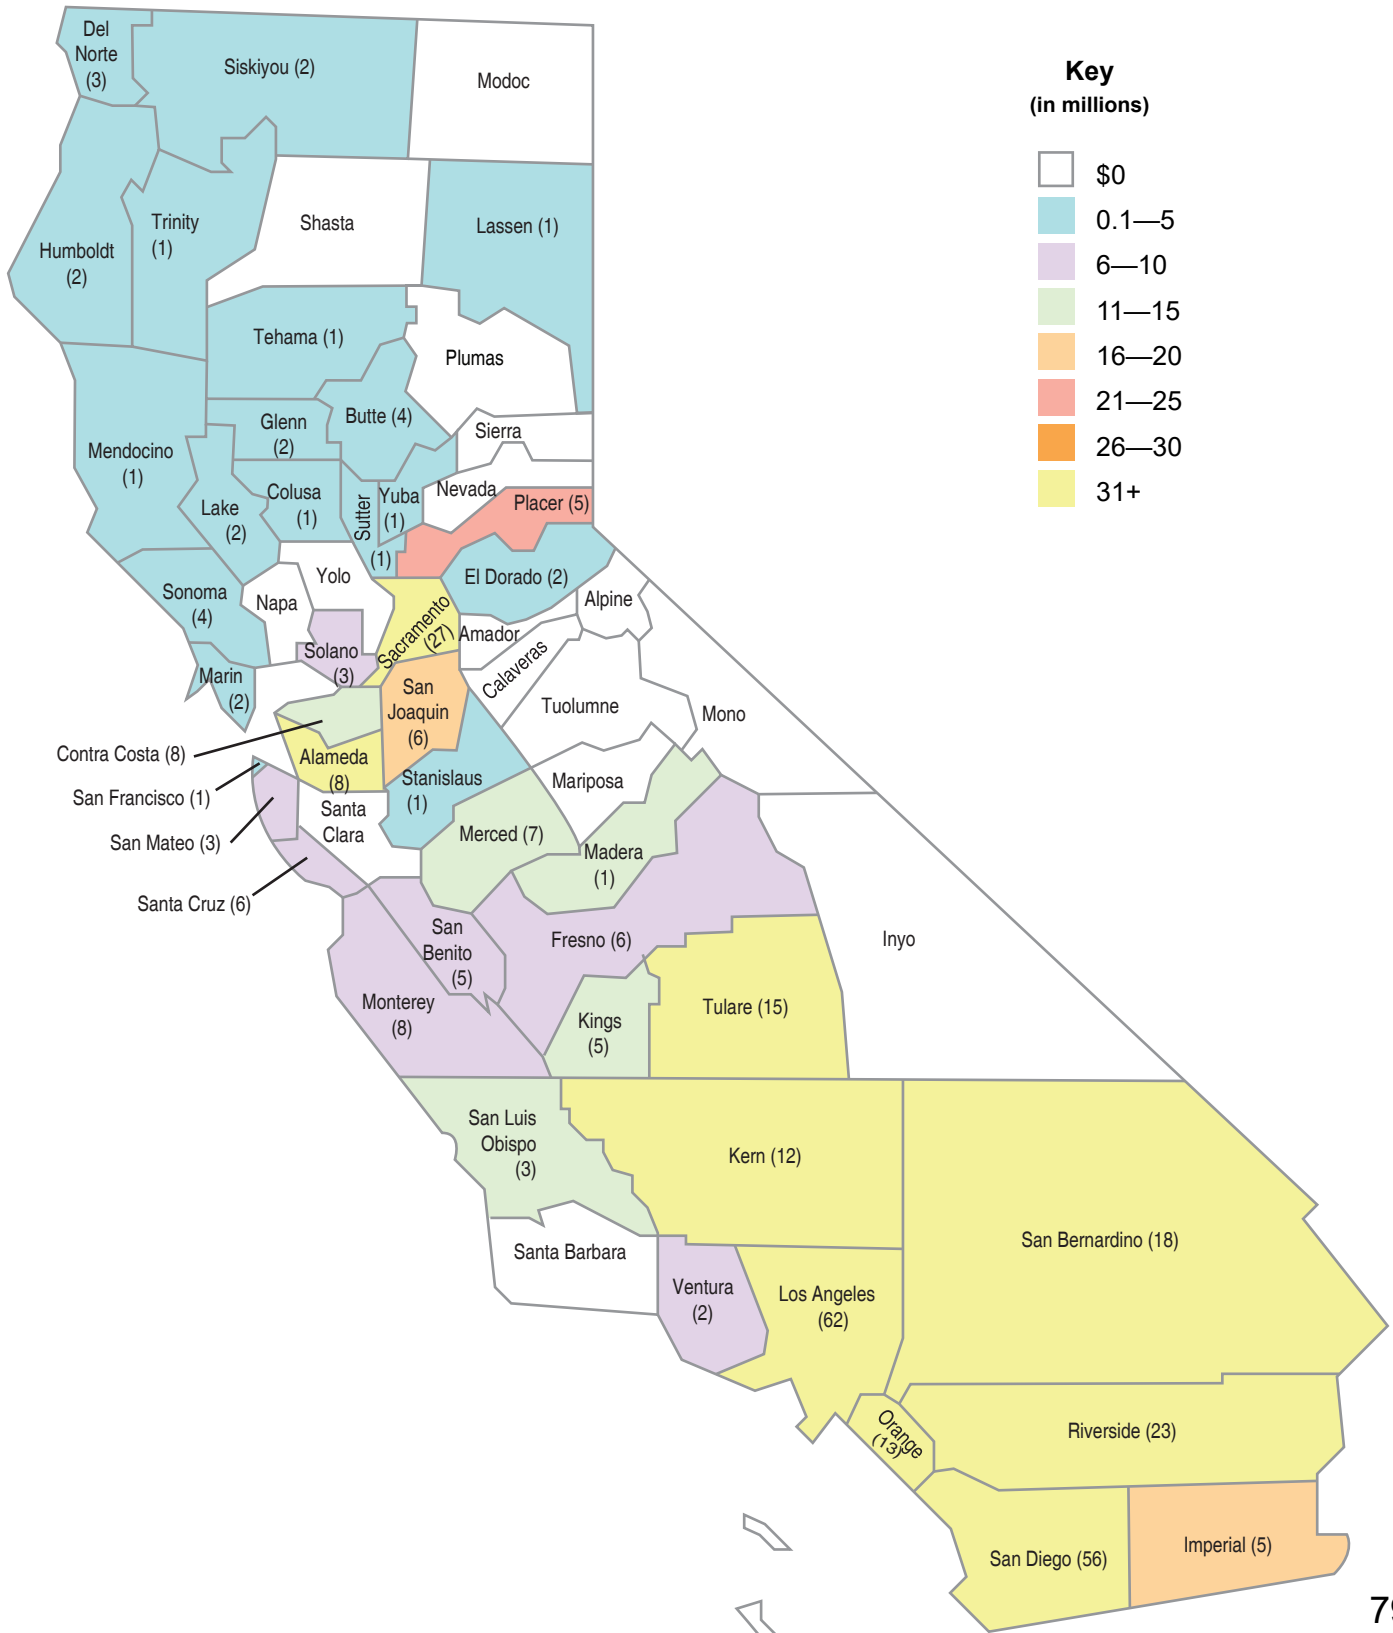 Del
Norte
(3)
Siskiyou (2)
Modoc
Key
(in millions)
$0
0.1—5
6—10
11—15
16—20
21—25
26—30
31+
Humboldt
(2)
Trinity
(1)
Shasta
Lassen (1)
Tehama (1)
Plumas
Mendocino
(1)
Glenn
(2)
Butte (4)
Sierra
Lake
(2)
Colusa
(1)
Sutter
(1)
Yuba
(1)
Nevada
Placer (5)
Sonoma
(4)
Napa
Yolo
El Dorado (2)
Alpine
Marin
(2)
Solano
(3)
Sacramento
(27)
Amador
Calaveras
San
Joaquin
(6)
Tuolumne
Mono
Contra Costa (8)
Alameda
(8)
Stanislaus
(1)
Mariposa
San Francisco (1)
San Mateo (3)
Santa
Clara
Merced (7)
Madera
(1)
Santa Cruz (6)
San
Benito
(5)
Fresno (6)
Inyo
Monterey
(8)
Kings
(5)
Tulare (15)
San Luis
Obispo
(3)
Kern (12)
San Bernardino (18)
Santa Barbara
Ventura
(2)
Los Angeles
(62)
Orange
(13)
Riverside (23)
San Diego (56)
Imperial (5)